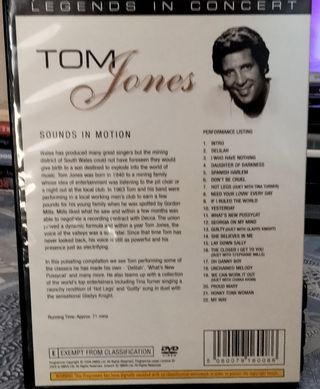 LEGENDS IN CONCERT
TOM Jones
SOUNDS IN MOTION
Wales has produced many great singers but the mining
district of South Wales could not have foreseen they would
give birth to a son destined to explode into the world of
music. Tom Jones was born in 1940 to a mining family
whose idea of entertainment was listening to the pit choir or
a night out at the local club. In 1963 Tom and his band were
performing in a local working men's club to earn a few
pounds for his young family when he was spotted by Gordon
Mills. Mills liked what he saw and within a few months was
able to negotiate a recording contract with Decca. The union
proved a dynamic formula and within a year Tom Jones, the
voice of the valleys was a superstar. Since that time Tom has
never looked back, his voice is still as powerful and his
presence just as electrifying.
In this pulsating compilation we see Tom performing some of
the classics he has made his own - 'Delilah', 'What's New
Pussycat' and many more. He also teams up with a collection
of the world's top entertainers including Tina Turner singing a
raunchy rendition of 'Hot Legs' and 'Guilty' sung in duet with
the sensational Gladys Knight.
Running Time: Approx. 71 mins
PERFORMANCE LISTING
1. INTRO
2. DELILAH
3. I WHO HAVE NOTHING
4. DAUGHTER OF DARKNESS
5. SPANISH HARLEM
6. DON'T BE CRUEL
7. HOT LEGS (DUET WITH TINA TURNER)
8. NEED YOUR LOVIN' EVERY DAY
9. IF I RULED THE WORLD
10. YESTERDAY
11. WHAT'S NEW PUSSYCAT
12. GEORGIA ON MY MIND
13. GUILTY (DUET WITH GLADYS KNIGHT)
14. SHE BELIEVES IN ME
15. LAY DOWN SALLY
16. THE CLOSER I GET TO YOU
(DUET WITH STEPHANIE MILLS)
17. OH DANNY BOY
18. UNCHAINED MELODY
19. WE CAN WORK IT OUT
(DUET WITH CHAKA KHAN)
20. PROUD MARY
21. HONKY TONK WOMAN
22. MY WAY
E EXEMPT FROM CLASSIFICATION
DVD